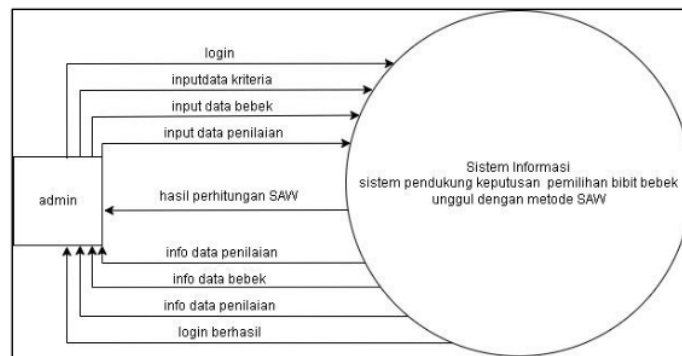 login
inputdata kriteria
input data bebek
input data penilaian
admin
hasil perhitungan SAW
Sistem Informasi
sistem pendukung keputusan pemilihan bibit bebek
unggul dengan metode SAW
info data penilaian
info data bebek
info data penilaian
login berhasil